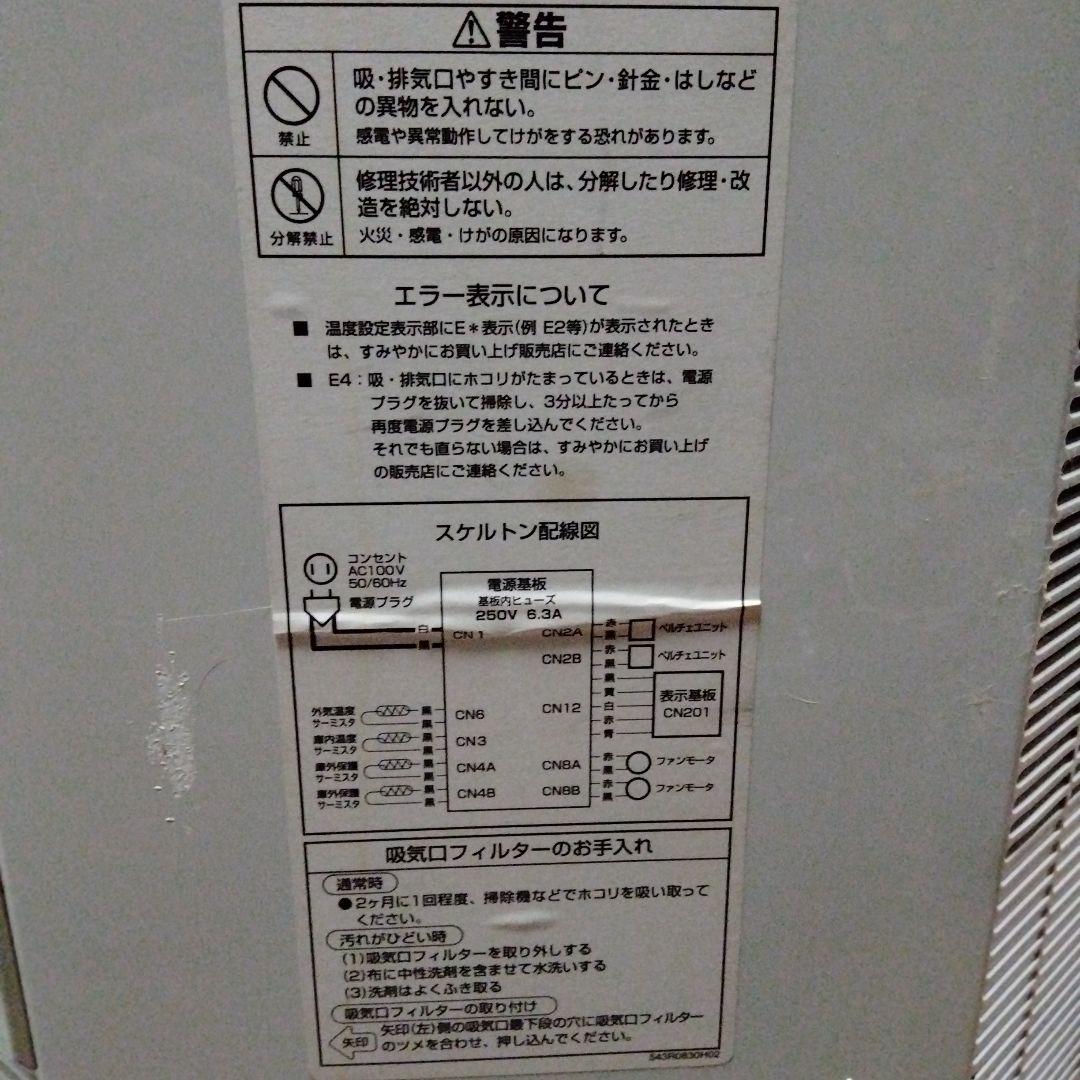 ⚠警告
吸・排気口やすき間にピン・針金・はしなど
の異物を入れない。
感電や異常動作してけがをする恐れがあります。
禁止
修理技術者以外の人は、分解したり修理・改
造を絶対しない。
火災・感電・けがの原因になります。
分解禁止
エラー表示について
■ 温度設定表示部にE＊表示(例 E2等)が表示されたとき
は、すみやかにお買い上げ販売店にご連絡ください。
■ E4：吸・排気口にホコリがたまっているときは、電源
プラグを抜いて掃除し、3分以上たってから
再度電源プラグを差し込んでください。
それでも直らない場合は、すみやかにお買い上げ
の販売店にご連絡ください。
スケルトン配線図
コンセント
AC100V
50/60Hz
電源プラグ
白
黒
電源基板
基板内ヒューズ
250V 6.3A
CN1
CN2A
赤
黒
ペルチェユニット
CN2B
赤
黒
ペルチェユニット
CN12
黒
黄
白
赤
青
表示基板
CN201
外気温度
サーミスタ
黒
黒
CN6
庫内温度
サーミスタ
黒
黒
CN3
庫外保護
サーミスタ
黒
黒
CN4A
庫外保護
サーミスタ
黒
黒
CN4B
CN8A
赤
黒
ファンモータ
CN8B
赤
黒
ファンモータ
吸気口フィルターのお手入れ
通常時
●2ヶ月に1回程度、掃除機などでホコリを吸い取って
ください。
汚れがひどい時
(1)吸気口フィルターを取り外しする
(2)布に中性洗剤を含ませて水洗いする
(3)洗剤はよくふき取る
吸気口フィルターの取り付け
矢印
矢印(左)側の吸気口最下段の穴に吸気口フィルター
のツメを合わせ、押し込んでください。
543R0830H02